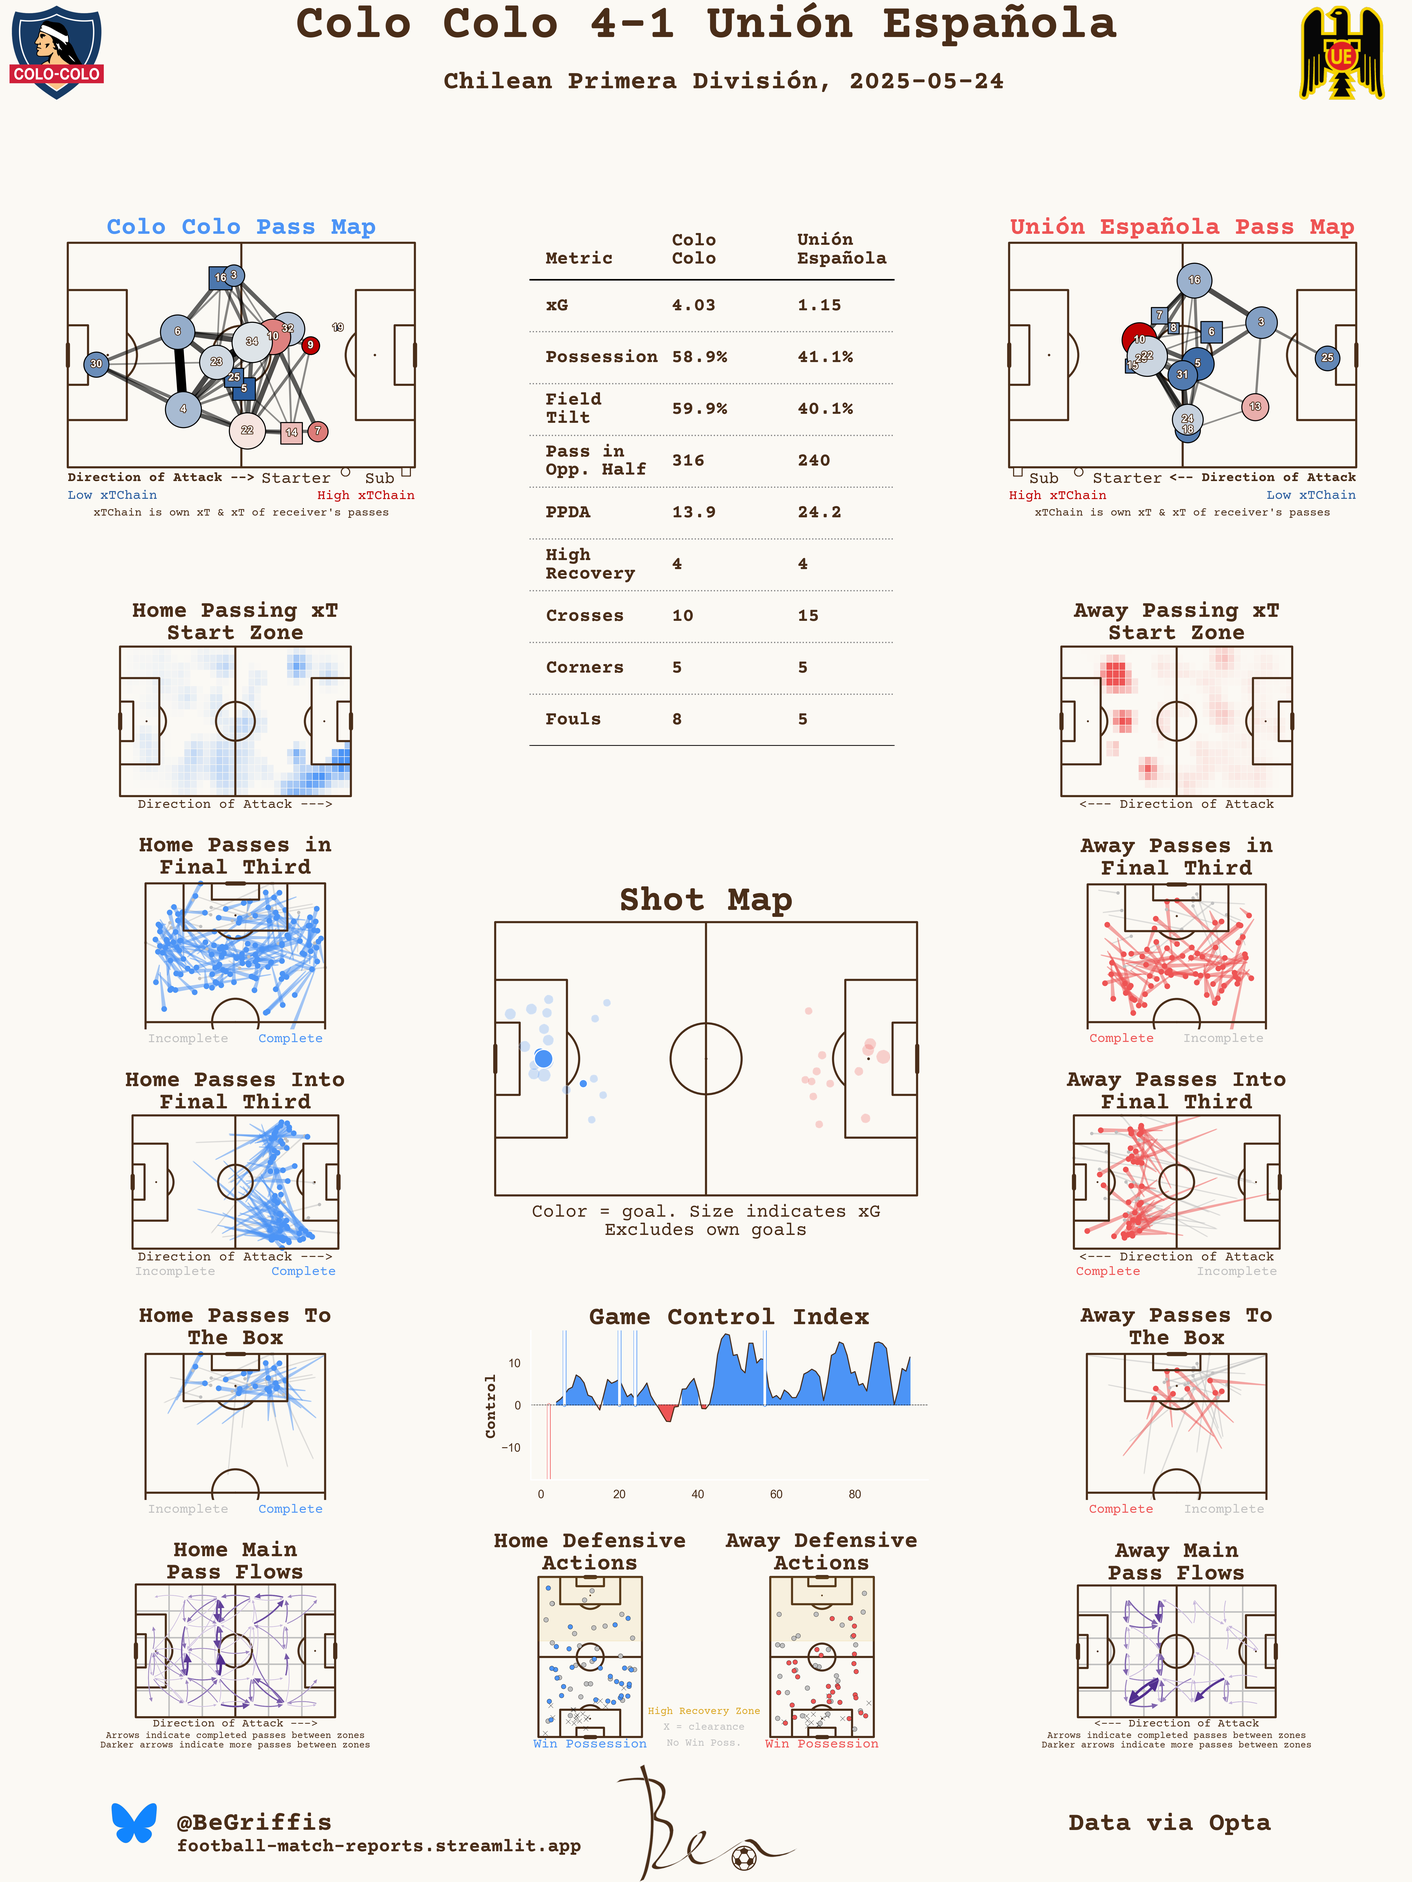 Colo Colo 4-1 Unión Española
Chilean Primera División, 2025-05-24
COLO-COLO
UE
Colo Colo Pass Map
16
3
6
32
10
34
19
9
23
30
25
5
4
22
14
7
Direction of Attack --> Starter Sub
Low xTChain High xTChain
xTChain is own xT & xT of receiver's passes
Metric Colo Colo Unión Española
xG 4.03 1.15
Possession 58.9% 41.1%
Field Tilt 59.9% 40.1%
Pass in Opp. Half 316 240
PPDA 13.9 24.2
High Recovery 4 4
Crosses 10 15
Corners 5 5
Fouls 8 5
Unión Española Pass Map
16
7
8
6
3
10
22
15
5
25
31
13
24
18
Sub Starter <-- Direction of Attack
High xTChain Low xTChain
xTChain is own xT & xT of receiver's passes
Home Passing xT
Start Zone
Direction of Attack --->
Away Passing xT
Start Zone
<--- Direction of Attack
Home Passes in
Final Third
Incomplete Complete
Away Passes in
Final Third
Complete Incomplete
Shot Map
Color = goal. Size indicates xG
Excludes own goals
Home Passes Into
Final Third
Direction of Attack --->
Incomplete Complete
Away Passes Into
Final Third
<--- Direction of Attack
Complete Incomplete
Home Passes To
The Box
Incomplete Complete
Game Control Index
Control
10
0
−10
0 20 40 60 80
Away Passes To
The Box
Complete Incomplete
Home Main
Pass Flows
Direction of Attack --->
Arrows indicate completed passes between zones
Darker arrows indicate more passes between zones
Home Defensive
Actions
Win Possession
Away Defensive
Actions
Win Possession
High Recovery Zone
X = clearance
No Win Poss.
Away Main
Pass Flows
<--- Direction of Attack
Arrows indicate completed passes between zones
Darker arrows indicate more passes between zones
@BeGriffis
football-match-reports.streamlit.app
Ben
Data via Opta